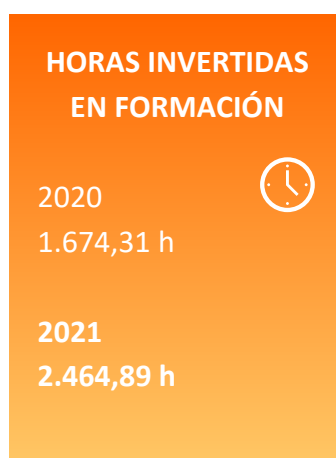 HORAS INVERTIDAS
EN FORMACIÓN
2020
1.674,31 h
2021
2.464,89 h